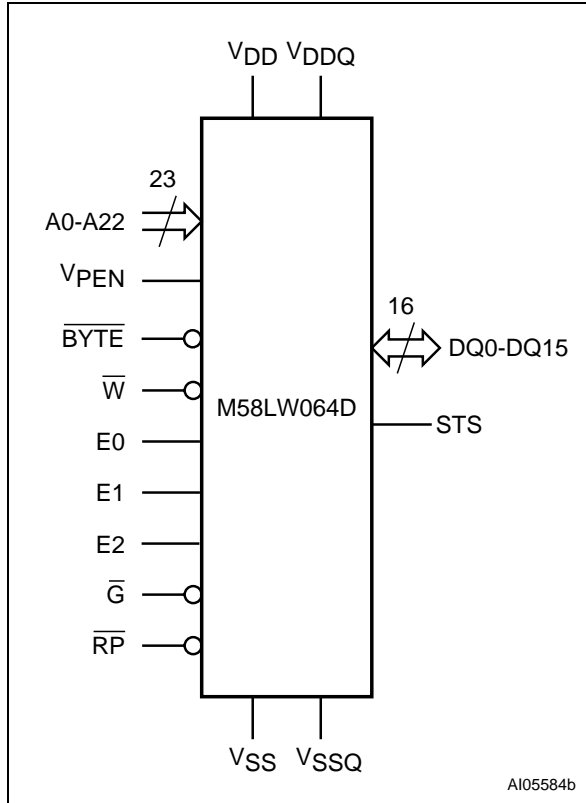 VDD VDDQ
23
A0-A22
VPEN
16
BYTE
DQ0-DQ15
W
M58LW064D
STS
E0
E1
E2
G
RP
VSS VSSQ
AI05584b